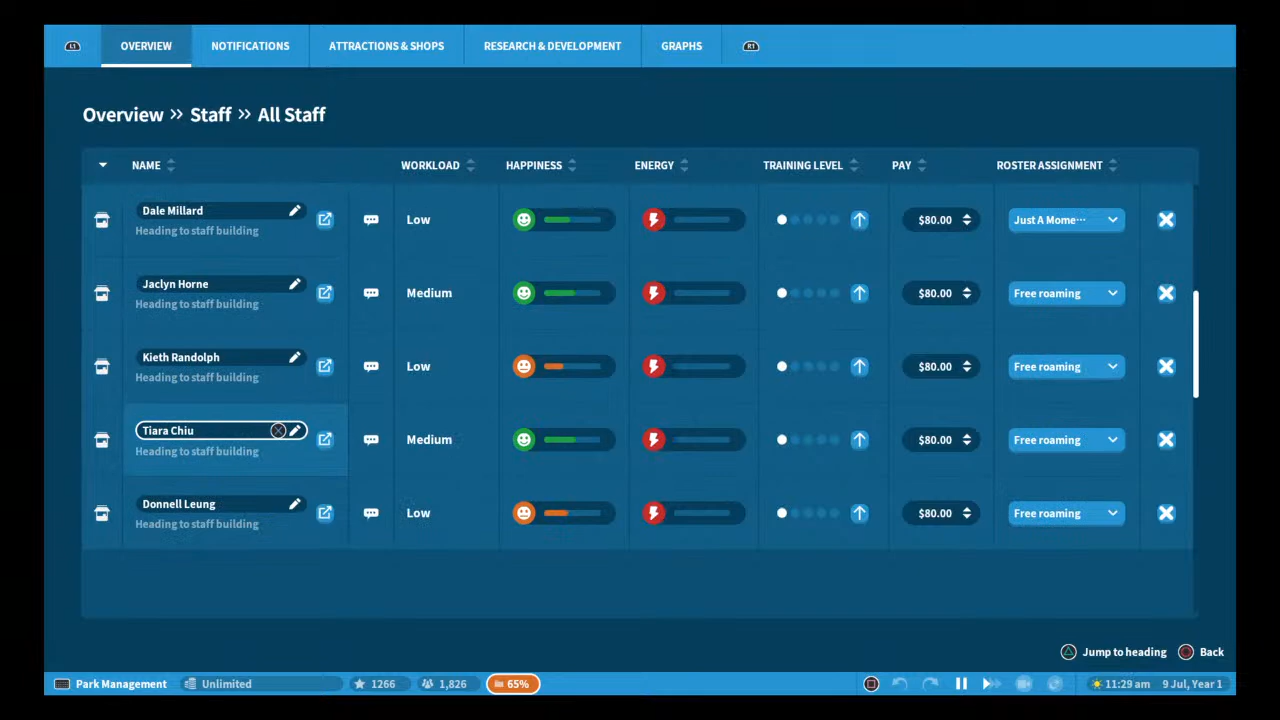 L1 OVERVIEW NOTIFICATIONS ATTRACTIONS & SHOPS RESEARCH & DEVELOPMENT GRAPHS R1
Overview » Staff » All Staff
NAME WORKLOAD HAPPINESS ENERGY TRAINING LEVEL PAY ROSTER ASSIGNMENT
Dale Millard
Heading to staff building
Low $80.00 Just A Mome···
Jaclyn Horne
Heading to staff building
Medium $80.00 Free roaming
Kieth Randolph
Heading to staff building
Low $80.00 Free roaming
Tiara Chiu
Heading to staff building
Medium $80.00 Free roaming
Donnell Leung
Heading to staff building
Low $80.00 Free roaming
Jump to heading Back
Park Management Unlimited 1266 1,826 65% 11:29 am 9 Jul, Year 1